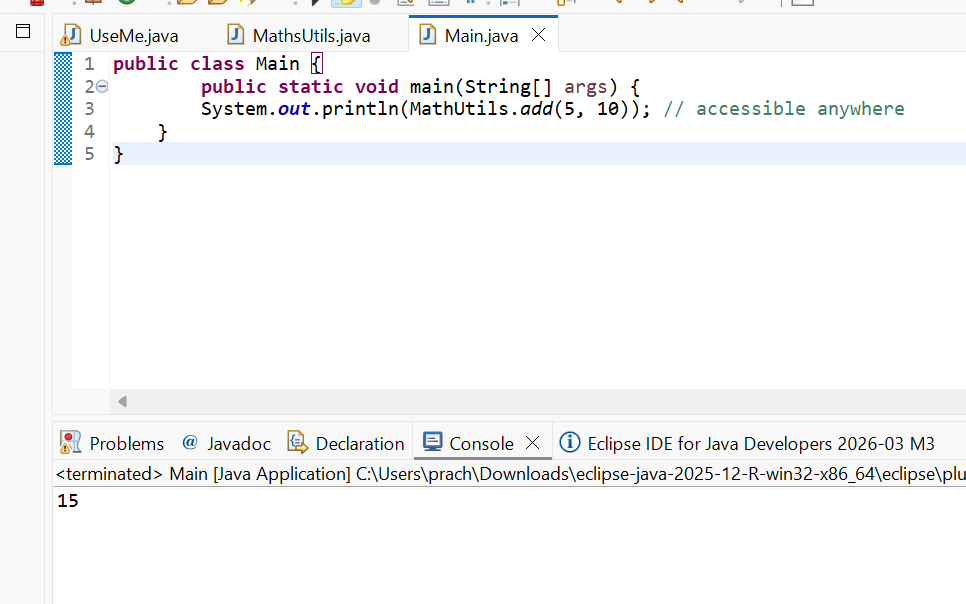 UseMe.java MathsUtils.java Main.java
1 public class Main {
2 public static void main(String[] args) {
3 System.out.println(MathUtils.add(5, 10)); // accessible anywhere
4 }
5 }
Problems @ Javadoc Declaration Console Eclipse IDE for Java Developers 2026-03 M3
<terminated> Main [Java Application] C:\Users\prach\Downloads\eclipse-java-2025-12-R-win32-x86_64\eclipse\plu
15